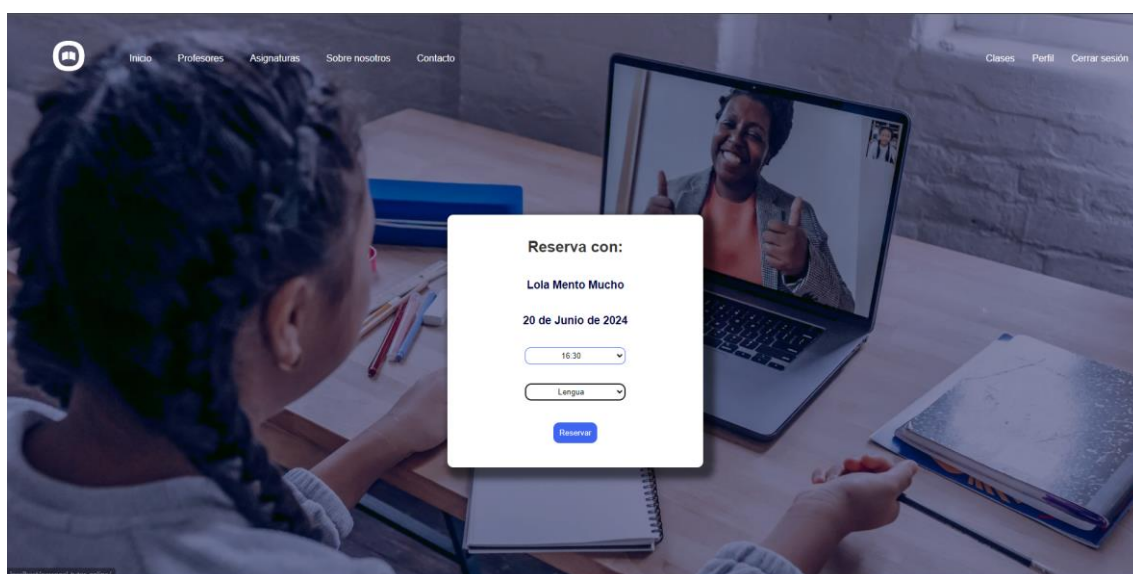 Inicio
Profesores
Asignaturas
Sobre nosotros
Contacto
Clases
Perfil
Cerrar sesión
Reserva con:
Lola Mento Mucho
20 de Junio de 2024
16:30
Lengua
Reservar